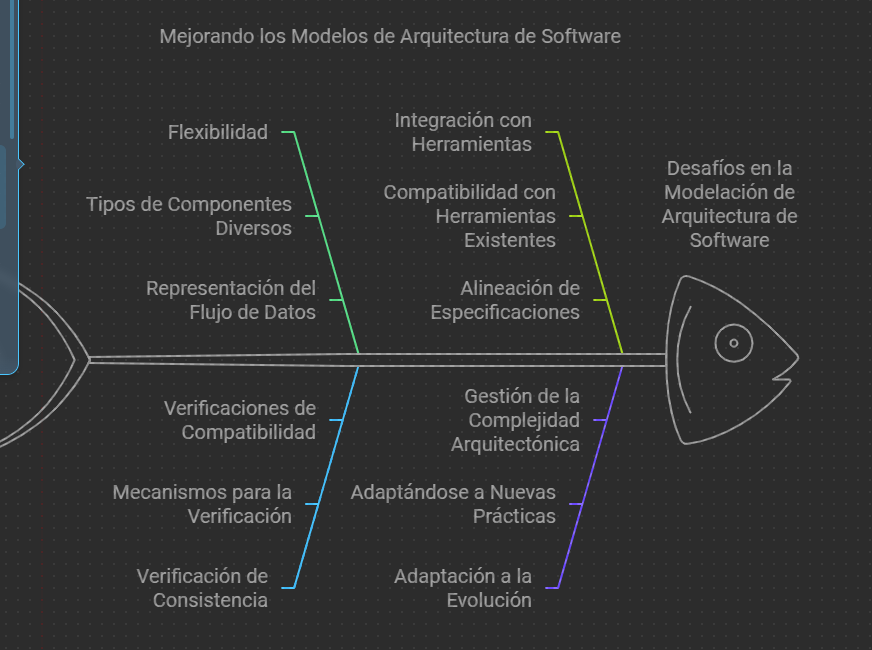 Mejorando los Modelos de Arquitectura de Software
Flexibilidad
Tipos de Componentes
Diversos
Representación del
Flujo de Datos
Integración con
Herramientas
Compatibilidad con
Herramientas
Existentes
Alineación de
Especificaciones
Desafíos en la
Modelación de
Arquitectura de
Software
Verificaciones de
Compatibilidad
Mecanismos para la
Verificación
Verificación de
Consistencia
Gestión de la
Complejidad
Arquitectónica
Adaptándose a Nuevas
Prácticas
Adaptación a la
Evolución